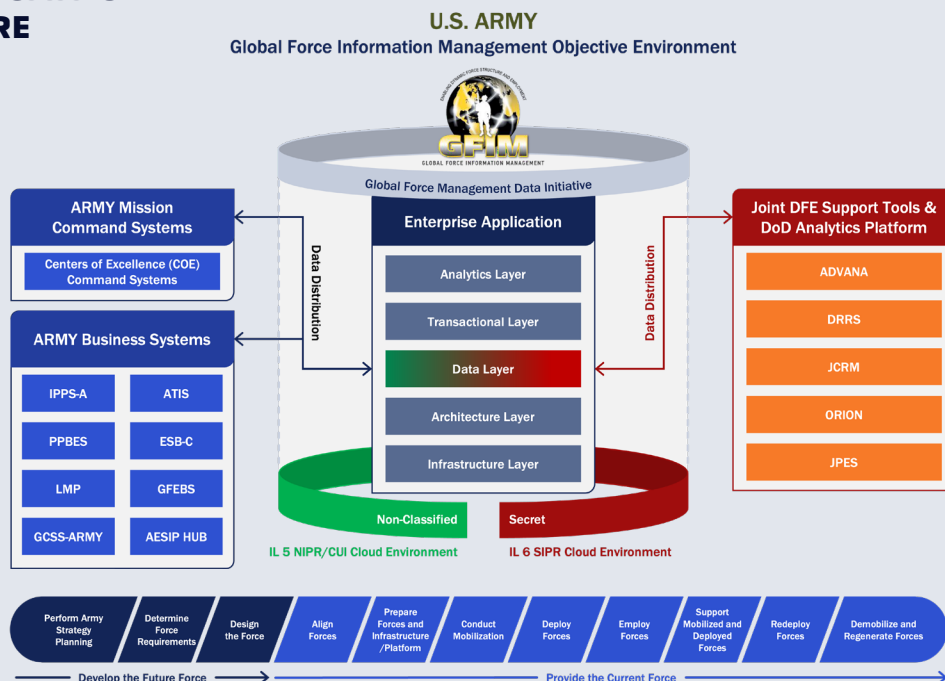 RE
U.S. ARMY
Global Force Information Management Objective Environment
ENABLING DYNAMIC FORCE STRUCTURE AND EMPLOYMENT
GFIM
GLOBAL FORCE INFORMATION MANAGEMENT
Global Force Management Data Initiative
ARMY Mission
Command Systems
Centers of Excellence (COE)
Command Systems
ARMY Business Systems
IPPS-A
ATIS
PPBES
ESB-C
LMP
GFEBS
GCSS-ARMY
AESIP HUB
Data Distribution
Enterprise Application
Analytics Layer
Transactional Layer
Data Layer
Architecture Layer
Infrastructure Layer
Non-Classified
Secret
IL 5 NIPR/CUI Cloud Environment
IL 6 SIPR Cloud Environment
Data Distribution
Joint DFE Support Tools &
DoD Analytics Platform
ADVANA
DRRS
JCRM
ORION
JPES
Perform Army
Strategy
Planning
Determine
Force
Requirements
Design
the Force
Align
Forces
Prepare
Forces and
Infrastructure
/Platform
Conduct
Mobilization
Deploy
Forces
Employ
Forces
Support
Mobilized and
Deployed
Forces
Redeploy
Forces
Demobilize and
Regenerate Forces
Develop the Future Force
Provide the Current Force